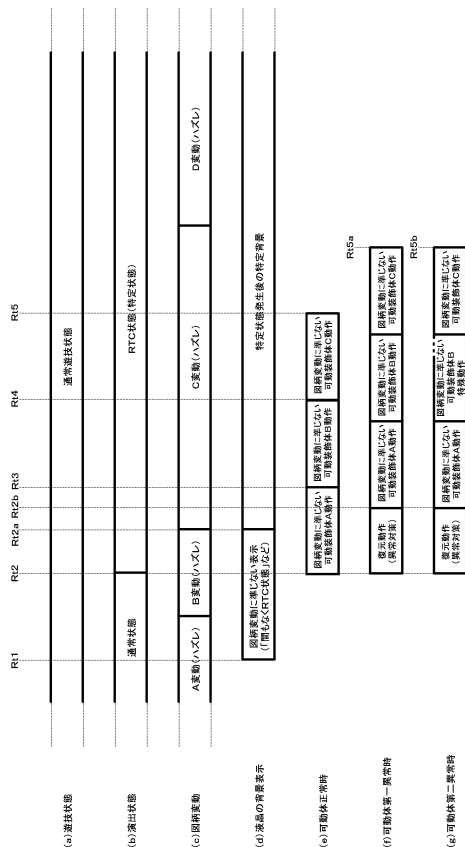 Rt1
Rt2
Rt2a
Rt2b
Rt3
Rt4
Rt5
(a)遊技状態
通常遊技状態
(b)演出状態
通常状態
RTC状態(特定状態)
(c)図柄変動
A変動(ハズレ)
B変動(ハズレ)
C変動(ハズレ)
D変動(ハズレ)
(d)液晶の背景表示
図柄変動に準じない表示
(「間もなくRTC状態」など)
特定状態発生後の特定背景
(e)可動体正常時
図柄変動に準じない
可動装飾体A動作
図柄変動に準じない
可動装飾体B動作
図柄変動に準じない
可動装飾体C動作
Rt5a
(f)可動体第一異常時
復元動作
(異常対策)
図柄変動に準じない
可動装飾体A動作
図柄変動に準じない
可動装飾体B動作
図柄変動に準じない
可動装飾体C動作
Rt5b
(g)可動体第二異常時
復元動作
(異常対策)
図柄変動に準じない
可動装飾体A動作
図柄変動に準じない
可動装飾体B
特殊動作
図柄変動に準じない
可動装飾体C動作